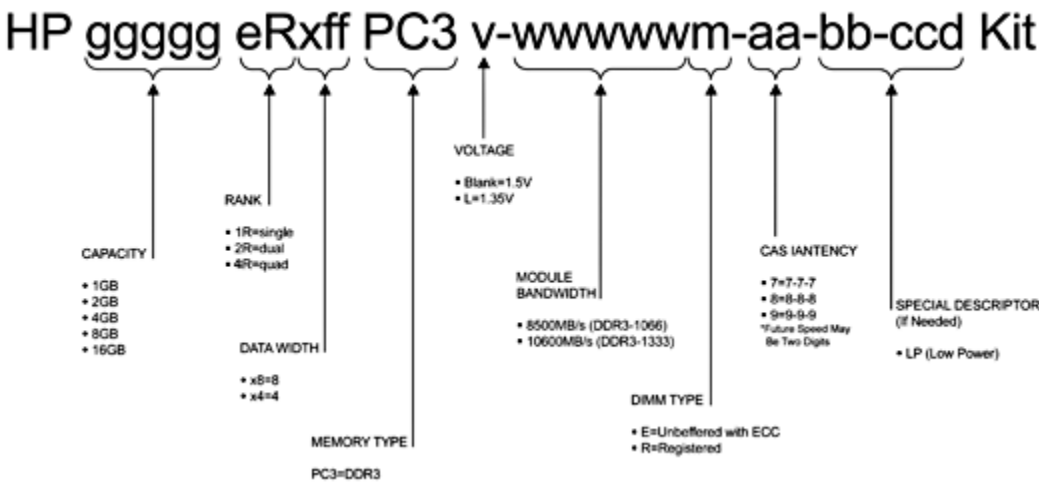 HP ggggg eRxff PC3 v-wwwwwm-aa-bb-ccd Kit
CAPACITY
• 1GB
• 2GB
• 4GB
• 8GB
• 16GB
RANK
• 1R=single
• 2R=dual
• 4R=quad
DATA WIDTH
• x8=8
• x4=4
MEMORY TYPE
PC3=DDR3
VOLTAGE
• Blank=1.5V
• L=1.35V
MODULE
BANDWIDTH
• 8500MB/s (DDR3-1066)
• 10600MB/s (DDR3-1333)
DIMM TYPE
• E=Unbeffered with ECC
• R=Registered
CAS IANTENCY
• 7=7-7-7
• 8=8-8-8
• 9=9-9-9
*Future Speed May
Be Two Digits
SPECIAL DESCRIPTOR
(If Needed)
• LP (Low Power)